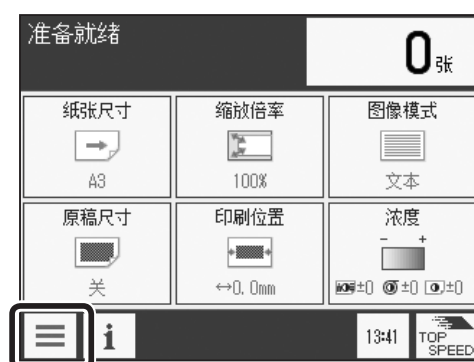 准备就绪
0张
纸张尺寸
缩放倍率
图像模式
A3
100%
文本
原稿尺寸
印刷位置
浓度
- +
关
↔0.0mm
±0 ±0 ±0
i
13:41
TOP
SPEED